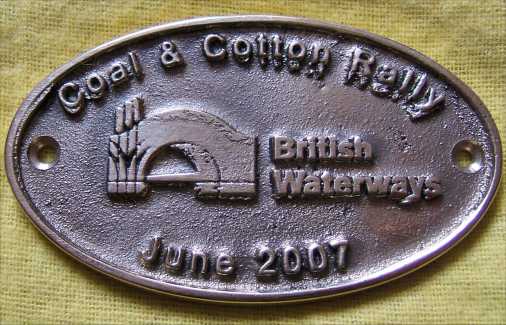 Coal & Cotton Rally
British
Waterways
June 2007